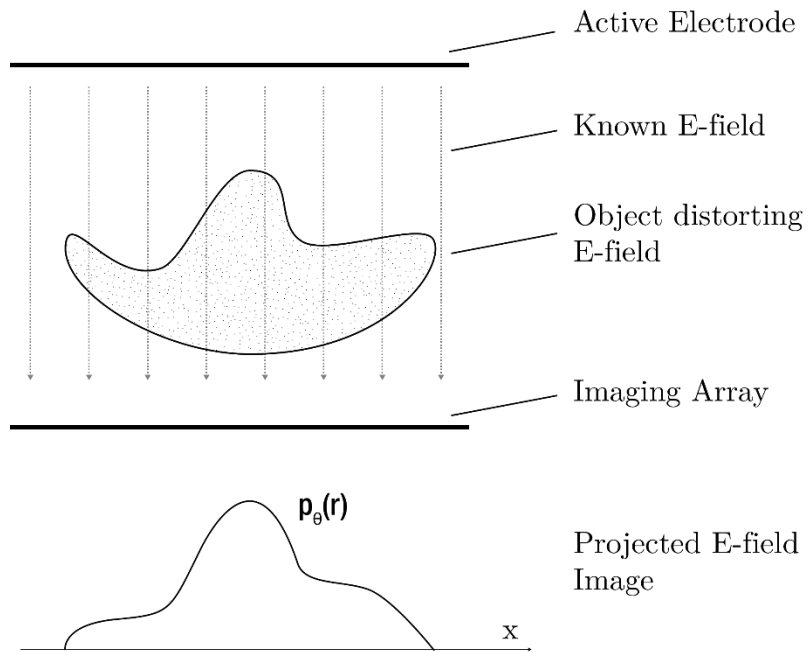 Active Electrode
Known E-field
Object distorting
E-field
Imaging Array
pθ(r)
Projected E-field
Image
x